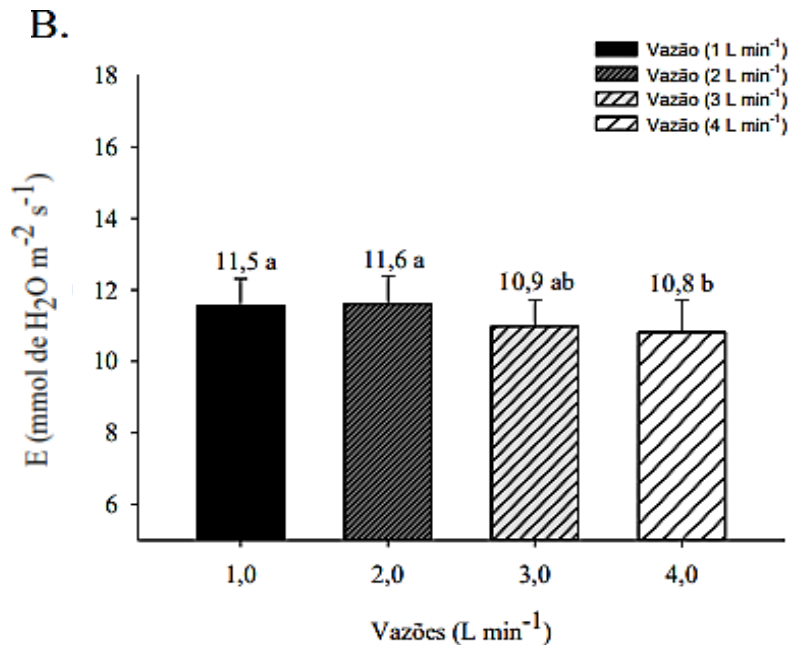 B.
Vazão (1 L min⁻¹)
Vazão (2 L min⁻¹)
Vazão (3 L min⁻¹)
Vazão (4 L min⁻¹)
18
16
14
12
10
8
6
E (mmol de H₂O m⁻² s⁻¹)
11,5 a
11,6 a
10,9 ab
10,8 b
1,0
2,0
3,0
4,0
Vazões (L min⁻¹)